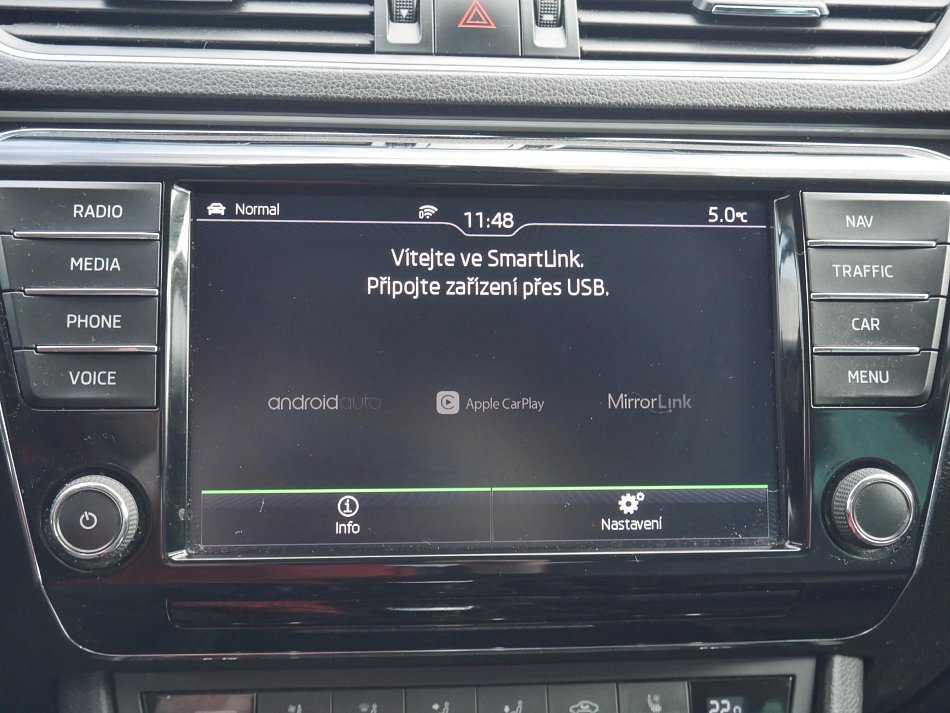 RADIO
MEDIA
PHONE
VOICE
Normal
11:48
5.0°C
Vítejte ve SmartLink.
Připojte zařízení přes USB.
androidauto
Apple CarPlay
MirrorLink
Info
Nastavení
NAV
TRAFFIC
CAR
MENU